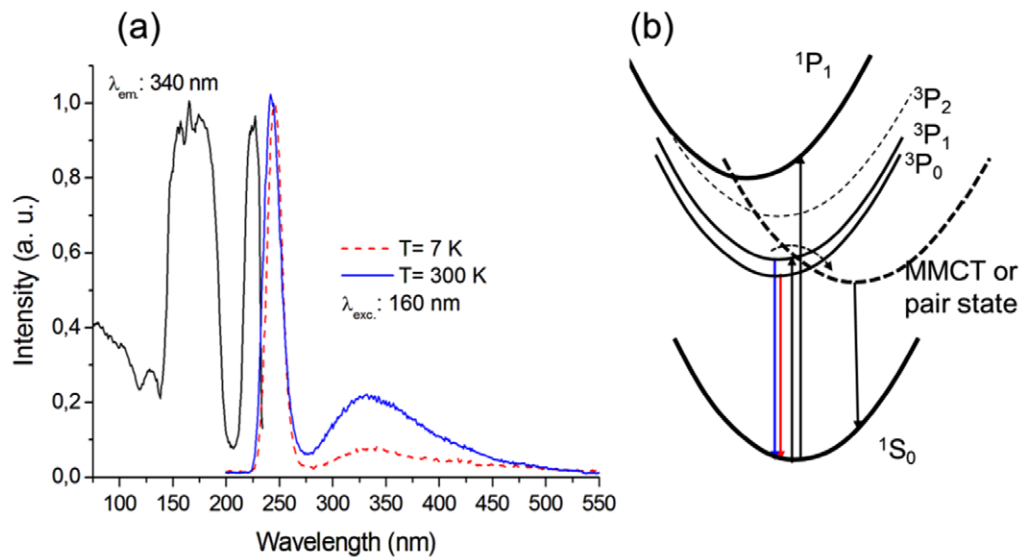 (a)
λem.: 340 nm
1,0
0,8
0,6
0,4
0,2
0,0
Intensity (a. u.)
T= 7 K
T= 300 K
λexc.: 160 nm
100 150 200 250 300 350 400 450 500 550
Wavelength (nm)
(b)
¹P₁
³P₂
³P₁
³P₀
MMCT or
pair state
¹S₀